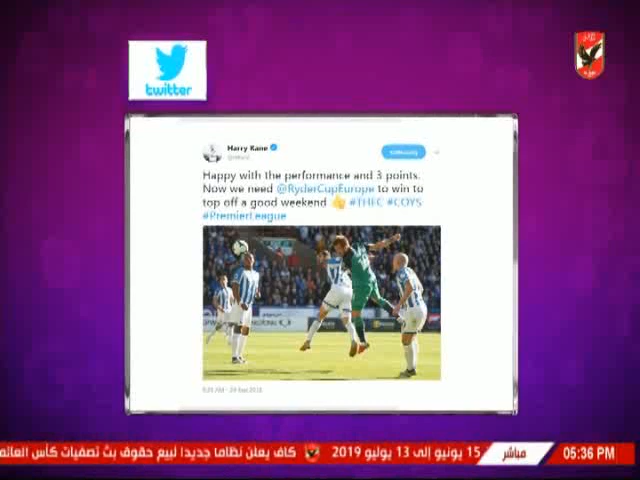 twitter
Harry Kane
Following
Happy with the performance and 3 points.
Now we need @RyderCupEurope to win to
top off a good weekend 👍 #THFC #COYS
#PremierLeague
15 يونيو إلى 13 يوليو 2019
كاف يعلن نظاما جديدا لبيع حقوق بث تصفيات كأس العالم
مباشر
05:36 PM